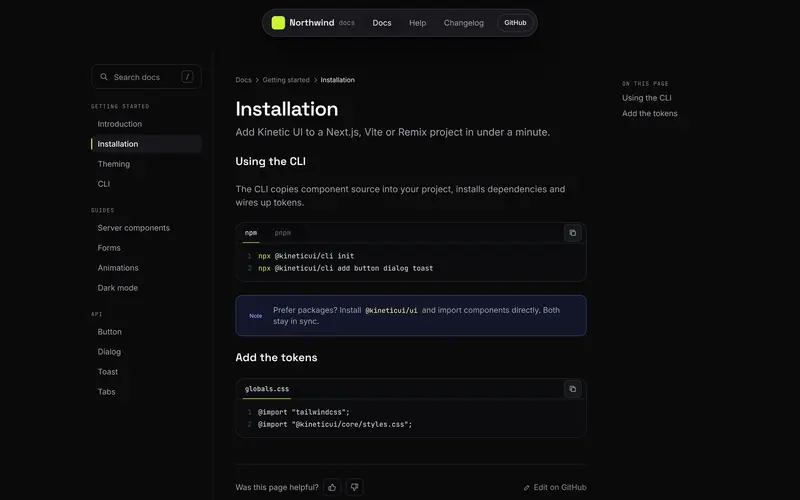 Northwind docs Docs Help Changelog GitHub
Search docs /
GETTING STARTED
Introduction
Installation
Theming
CLI
GUIDES
Server components
Forms
Animations
Dark mode
API
Button
Dialog
Toast
Tabs
Docs > Getting started > Installation
Installation
Add Kinetic UI to a Next.js, Vite or Remix project in under a minute.
Using the CLI
The CLI copies component source into your project, installs dependencies and
wires up tokens.
npm pnpm
1 npx @kineticui/cli init
2 npx @kineticui/cli add button dialog toast
Note
Prefer packages? Install @kineticui/ui and import components directly. Both
stay in sync.
Add the tokens
globals.css
1 @import "tailwindcss";
2 @import "@kineticui/core/styles.css";
Was this page helpful?
Edit on GitHub
ON THIS PAGE
Using the CLI
Add the tokens